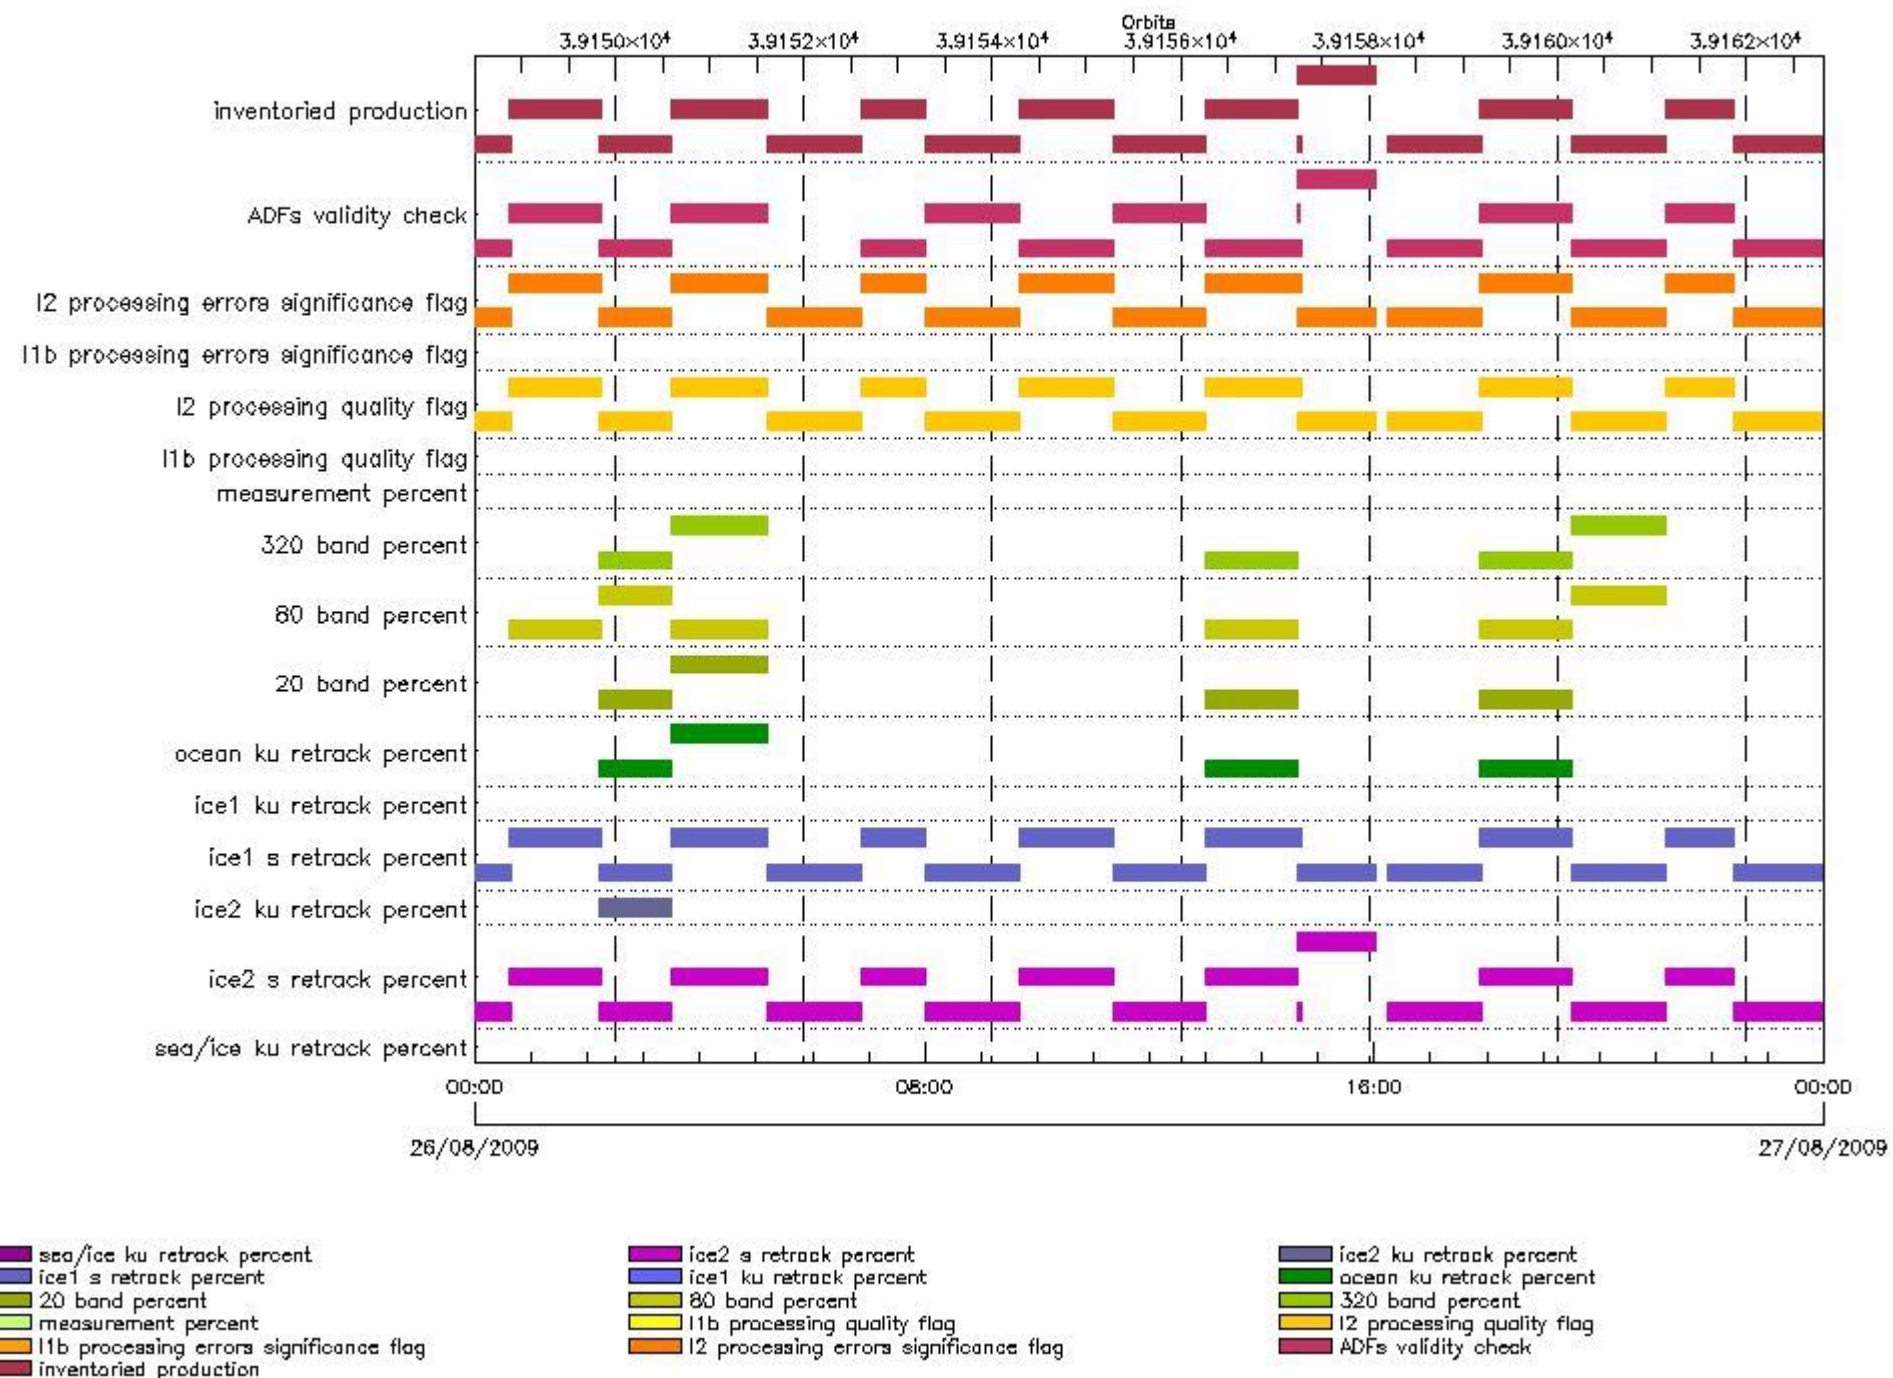 Orbits
3.9150×10⁴ 3.9152×10⁴ 3.9154×10⁴ 3.9156×10⁴ 3.9158×10⁴ 3.9160×10⁴ 3.9162×10⁴
inventoried production
ADFs validity check
l2 processing errors significance flag
l1b processing errors significance flag
l2 processing quality flag
l1b processing quality flag
measurement percent
320 band percent
80 band percent
20 band percent
ocean ku retrack percent
ice1 ku retrack percent
ice1 s retrack percent
ice2 ku retrack percent
ice2 s retrack percent
sea/ice ku retrack percent
00:00 08:00 16:00 00:00
26/08/2009 27/08/2009
sea/ice ku retrack percent ice2 s retrack percent ice2 ku retrack percent
ice1 s retrack percent ice1 ku retrack percent ocean ku retrack percent
20 band percent 80 band percent 320 band percent
measurement percent l1b processing quality flag l2 processing quality flag
l1b processing errors significance flag l2 processing errors significance flag ADFs validity check
inventoried production